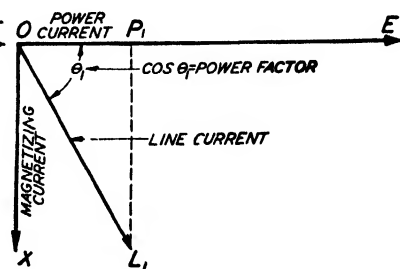 O POWER CURRENT P₁ E
θ₁ COS θ₁=POWER FACTOR
LINE CURRENT
MAGNETIZING CURRENT
X L₁